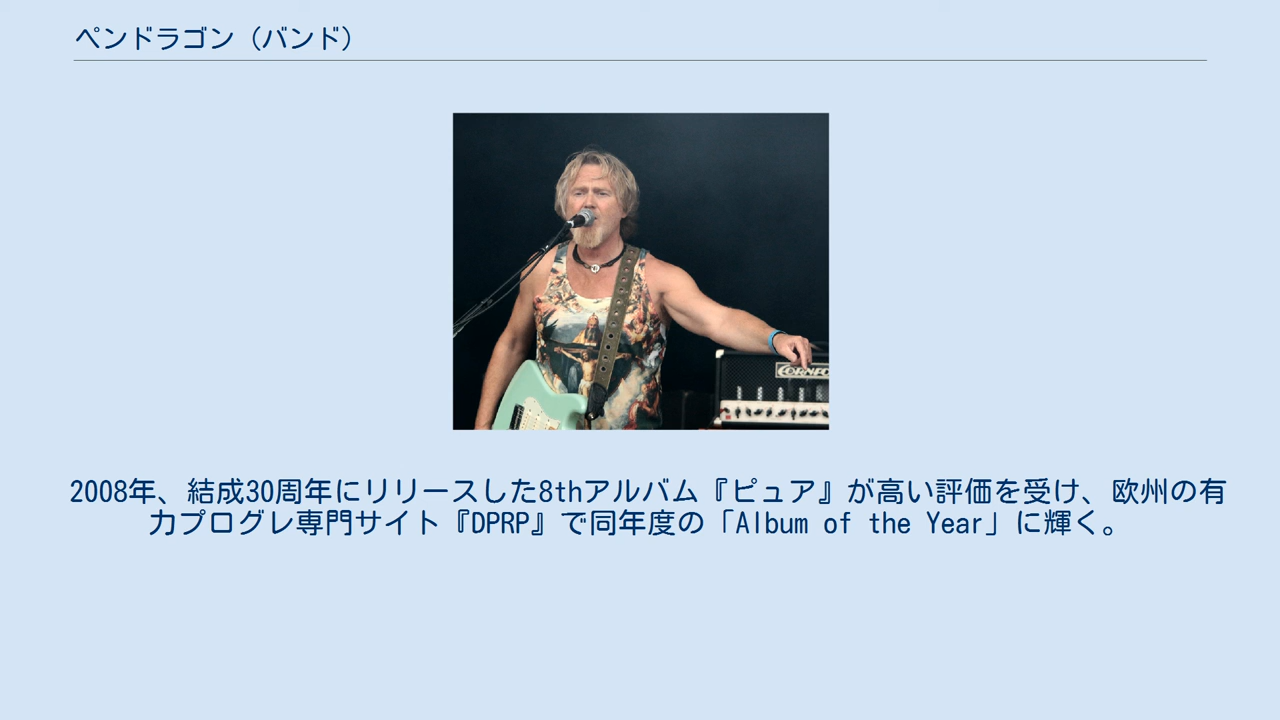 ペンドラゴン（バンド）
CORNFO
2008年、結成30周年にリリースした8thアルバム『ピュア』が高い評価を受け、欧州の有
力プログレ専門サイト『DPRP』で同年度の「Album of the Year」に輝く。